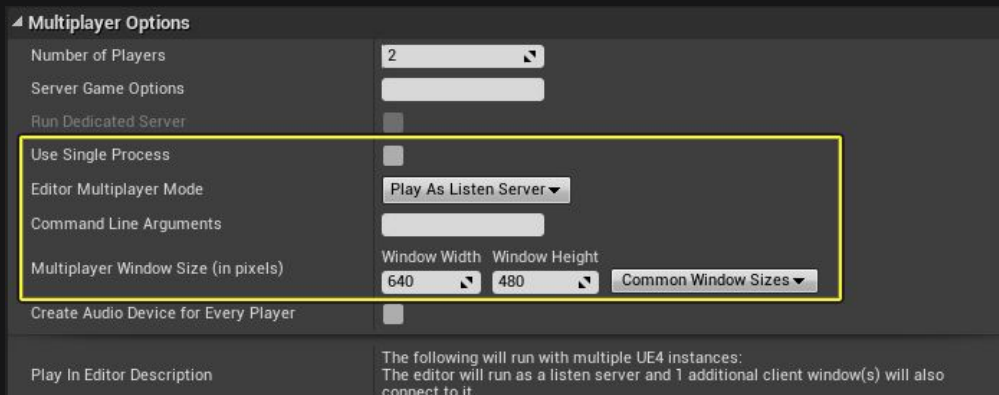 Multiplayer Options
Number of Players 2
Server Game Options
Run Dedicated Server
Use Single Process
Editor Multiplayer Mode Play As Listen Server
Command Line Arguments
Window Width Window Height
Multiplayer Window Size (in pixels) 640 480 Common Window Sizes
Create Audio Device for Every Player
The following will run with multiple UE4 instances:
Play In Editor Description The editor will run as a listen server and 1 additional client window(s) will also
connect to it